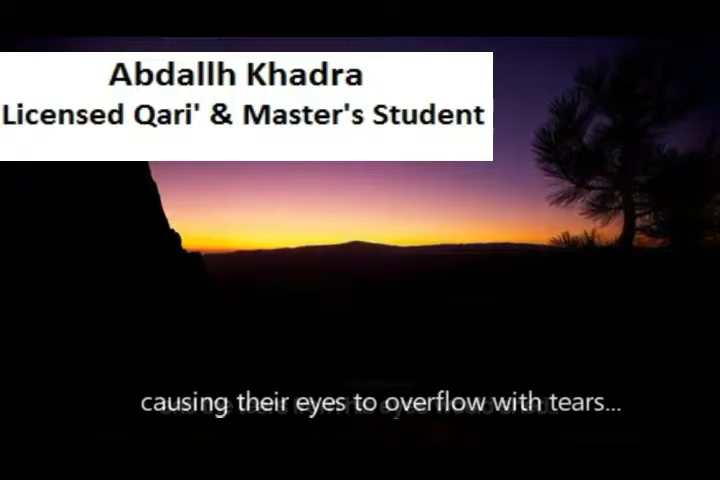 Abdallh Khadra
Licensed Qari' & Master's Student
causing their eyes to overflow with tears...